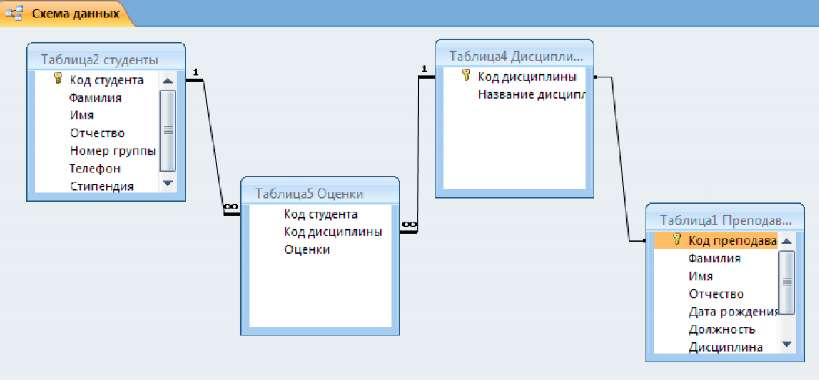 Схема данных
Таблица2 студенты
Код студента
Фамилия
Имя
Отчество
Номер группы
Телефон
Стипендия
1
∞
Таблица5 Оценки
Код студента
Код дисциплины
Оценки
1
∞
Таблица4 Дисципли...
Код дисциплины
Название дисципл
Таблица1 Преподав...
Код преподава
Фамилия
Имя
Отчество
Дата рождения
Должность
Дисциплина